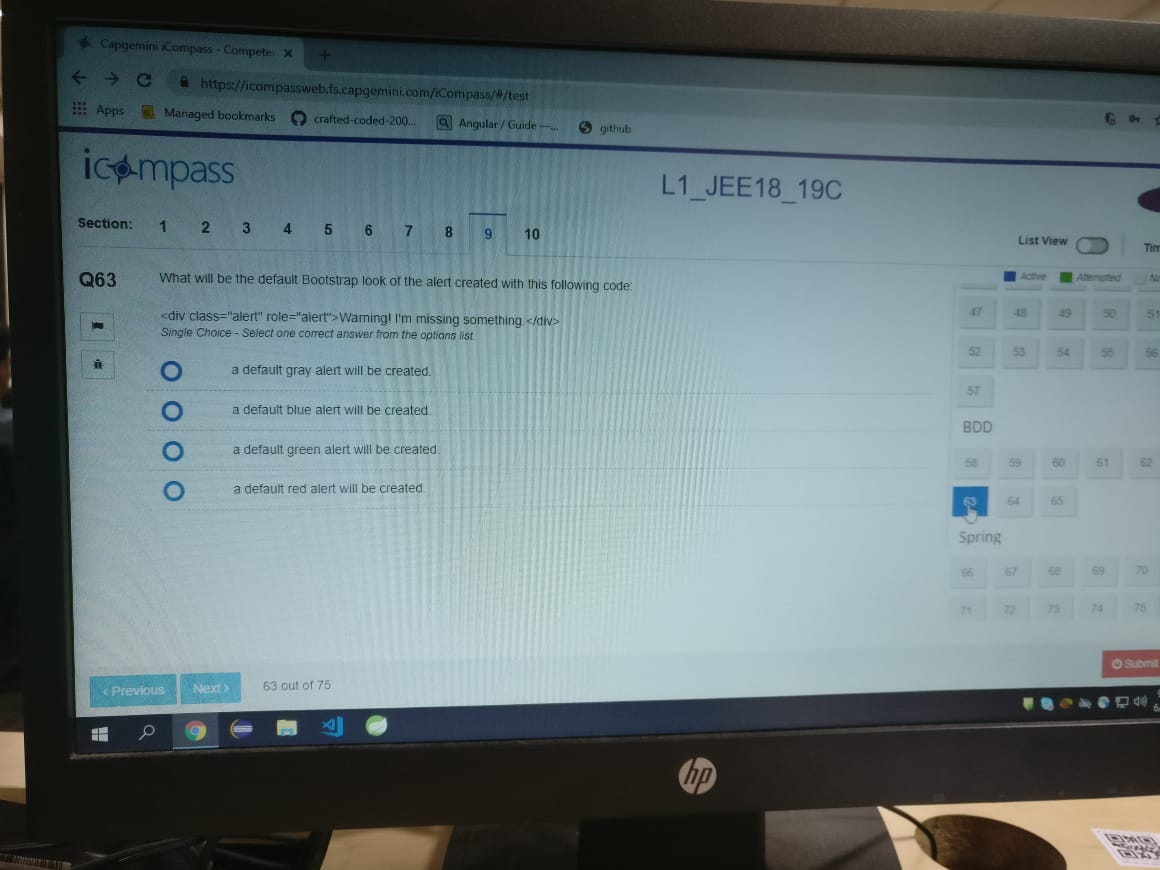 Capgemini iCompass - Compete
https://icompassweb.fs.capgemini.com/iCompass/#/test
Apps Managed bookmarks crafted-coded-200... Angular / Guide —... github
icompass
L1_JEE18_19C
Section: 1 2 3 4 5 6 7 8 9 10
List View
Q63
What will be the default Bootstrap look of the alert created with this following code:
<div class="alert" role="alert">Warning! I'm missing something.</div>
Single Choice - Select one correct answer from the options list.
a default gray alert will be created.
a default blue alert will be created.
a default green alert will be created.
a default red alert will be created.
Active Attempted
47 48 49 50 51
52 53 54 55 56
57
BDD
58 59 60 61 62
63 64 65
Spring
66 67 68 69 70
71 72 73 74 75
Submit
‹ Previous Next › 63 out of 75
hp